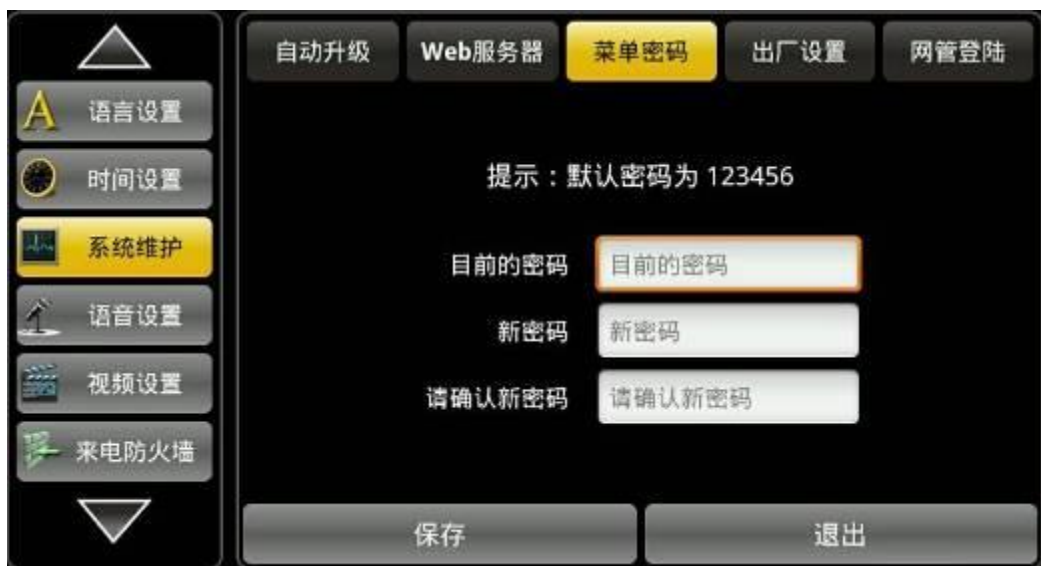 自动升级 Web服务器 菜单密码 出厂设置 网管登陆
语言设置
时间设置
系统维护
语音设置
视频设置
来电防火墙
提示：默认密码为 123456
目前的密码 目前的密码
新密码 新密码
请确认新密码 请确认新密码
保存 退出